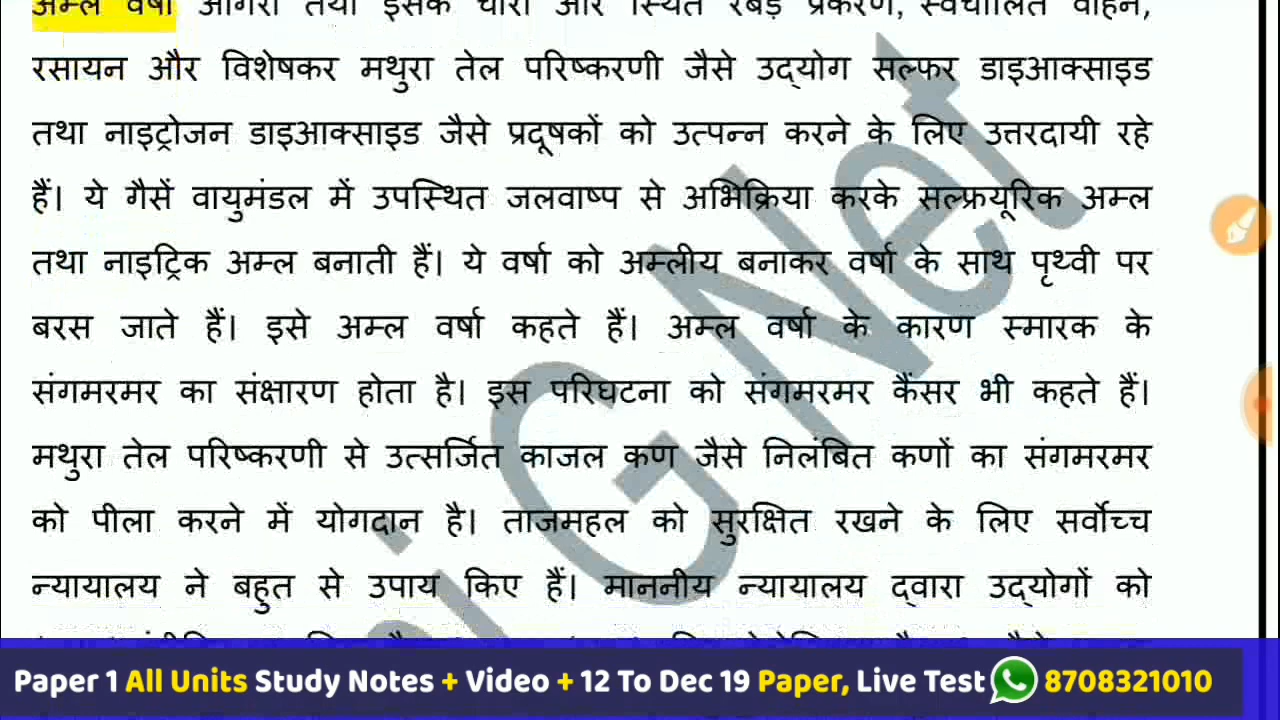 अम्ल वर्षा आगरा तथा इसके चारों ओर स्थित रबड़ प्रक्रमण, स्वचालित वाहन,
रसायन और विशेषकर मथुरा तेल परिष्करणी जैसे उद्योग सल्फर डाइआक्साइड
तथा नाइट्रोजन डाइआक्साइड जैसे प्रदूषकों को उत्पन्न करने के लिए उत्तरदायी रहे
हैं। ये गैसें वायुमंडल में उपस्थित जलवाष्प से अभिक्रिया करके सल्फ्रयूरिक अम्ल
तथा नाइट्रिक अम्ल बनाती हैं। ये वर्षा को अम्लीय बनाकर वर्षा के साथ पृथ्वी पर
बरस जाते हैं। इसे अम्ल वर्षा कहते हैं। अम्ल वर्षा के कारण स्मारक के
संगमरमर का संक्षारण होता है। इस परिघटना को संगमरमर कैंसर भी कहते हैं।
मथुरा तेल परिष्करणी से उत्सर्जित काजल कण जैसे निलंबित कणों का संगमरमर
को पीला करने में योगदान है। ताजमहल को सुरक्षित रखने के लिए सर्वोच्च
न्यायालय ने बहुत से उपाय किए हैं। माननीय न्यायालय द्वारा उद्योगों को
Paper 1 All Units Study Notes + Video + 12 To Dec 19 Paper, Live Test 8708321010
i G Net